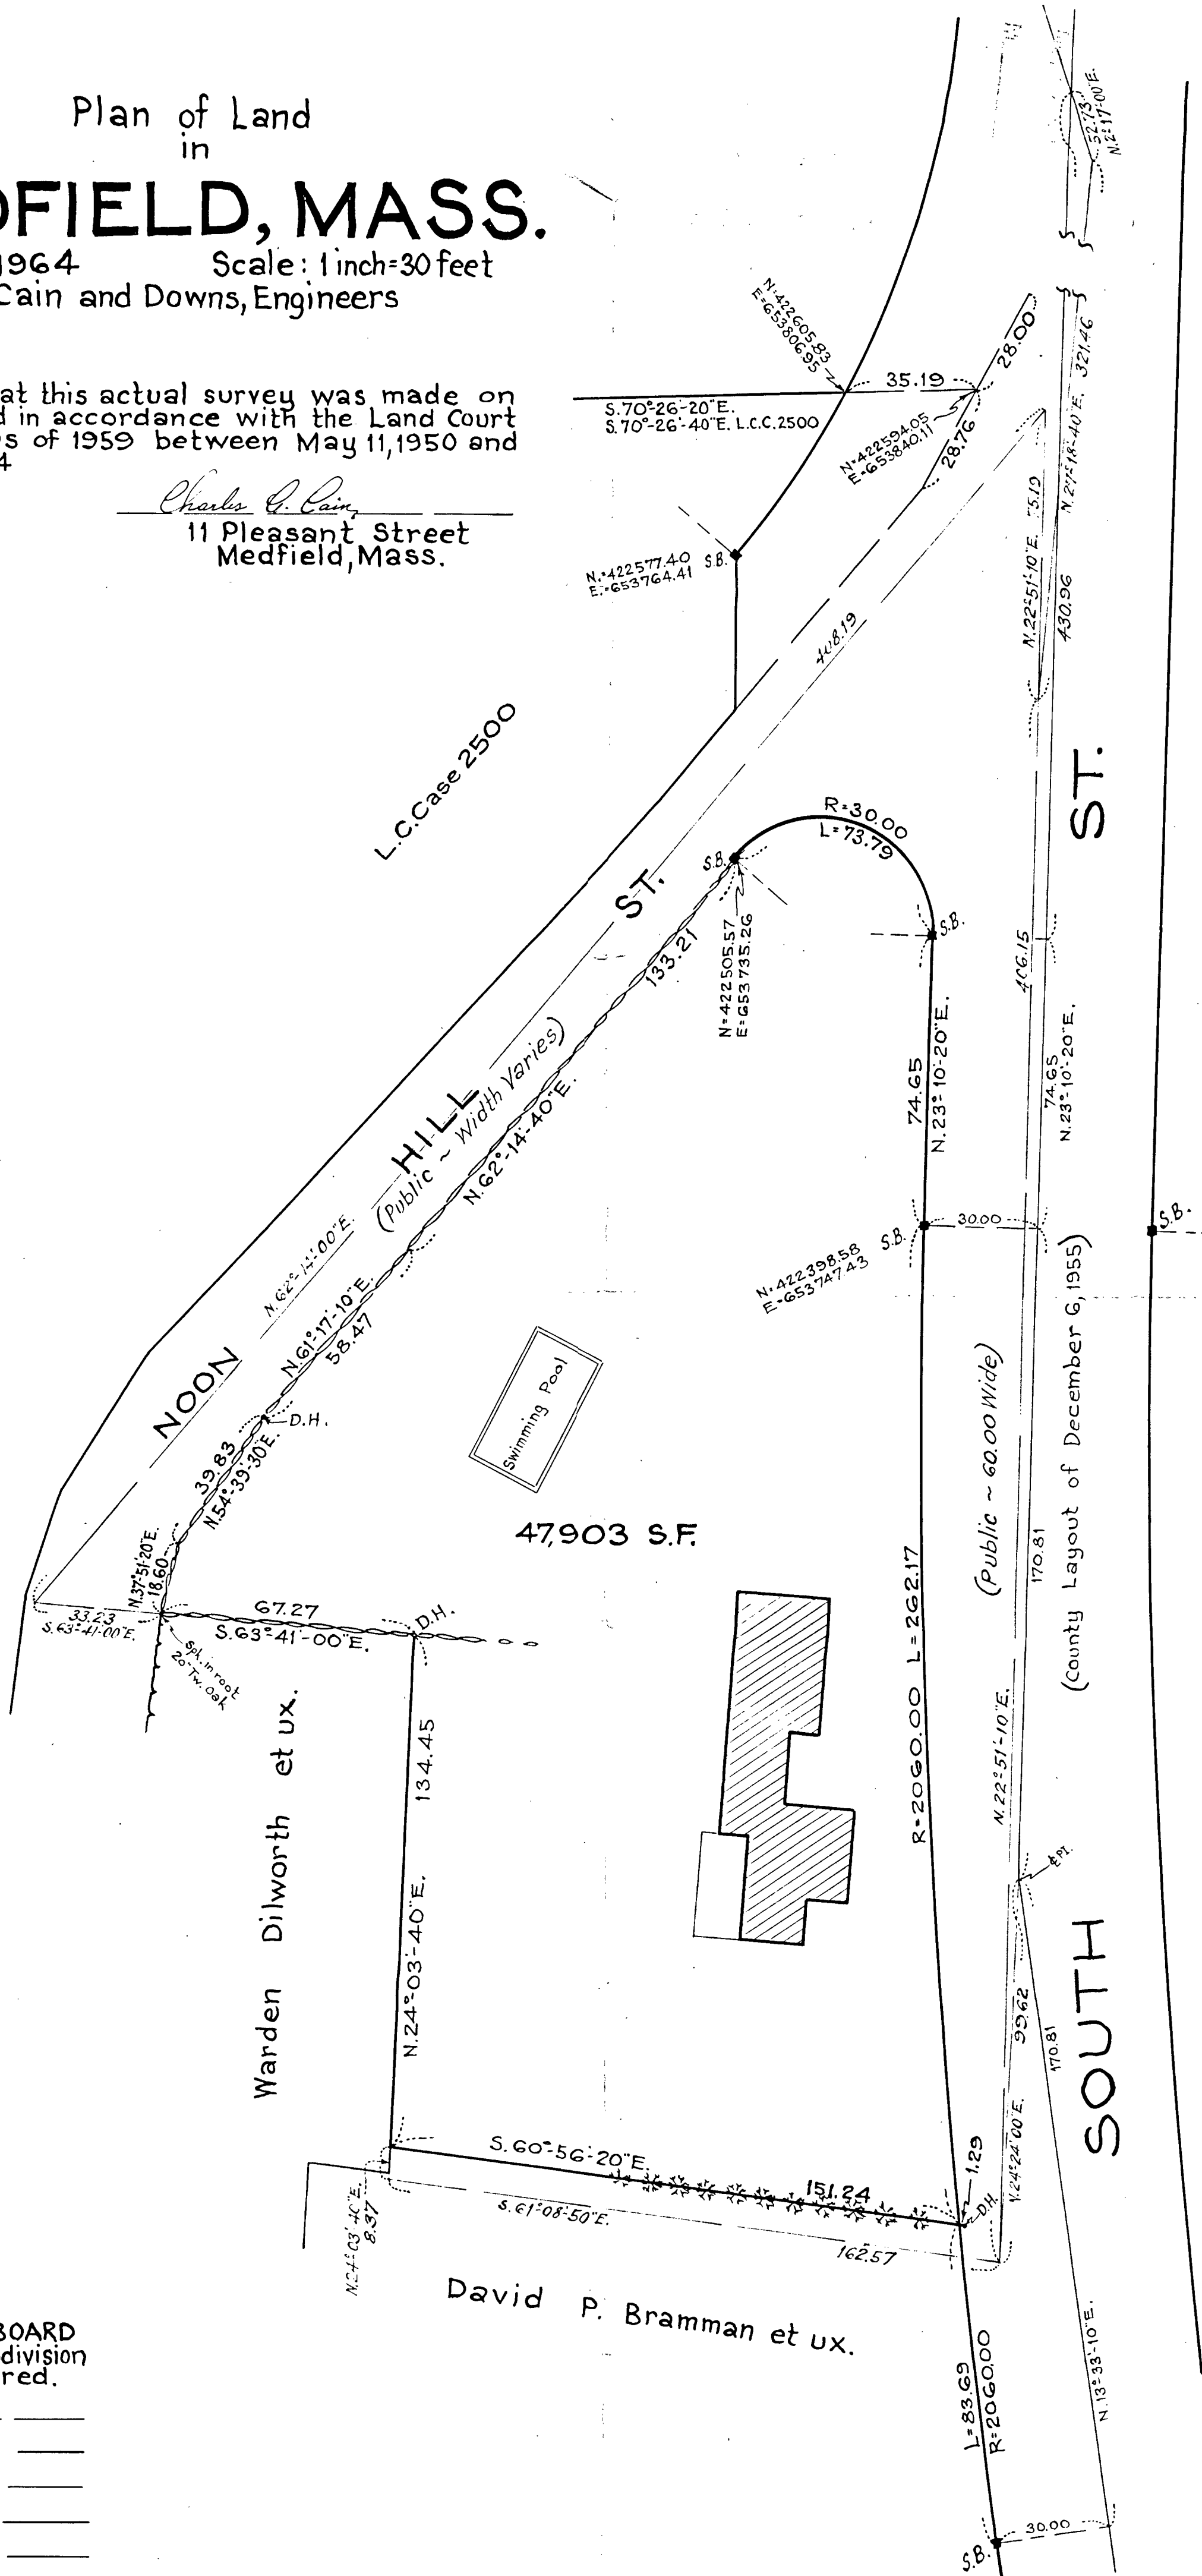 Plan of Land
in
DFIELD, MASS.
1964 Scale: 1 inch=30 feet
Cain and Downs, Engineers
at this actual survey was made on
d in accordance with the Land Court
s of 1959 between May 11, 1950 and
4
Charles G. Cain
11 Pleasant Street
Medfield, Mass.
52.73
N.2°-17'-00"E.
N=422605.83
E=653806.95
35.19
28.00
S.70°-26'-20"E.
S.70°-26'-40"E. L.C.C.2500
N=422594.05
E=653840.11
28.76
321.46
N.22°-51'-10"E.
430.96
N.=422577.40
E.=653764.41
S.B.
408.19
L.C.Case 2500
ST.
R=30.00
L=73.79
S.B.
S.B.
ST.
133.21
N=422505.57
E=653735.26
406.15
74.65
N.23°-10'-20"E.
74.65
N.23°-10'-20"E.
HILL
(Public ~ Width Varies)
N.62°-14'-40"E.
N.62°-14'-00"E.
S.B.
30.00
S.B.
N=422398.58
E=653747.43
N.61°-17'-10"E.
58.47
NOON
D.H.
39.83
N.54°-39'-30"E.
Swimming Pool
(Public ~ 60.00 Wide)
(County Layout of December 6, 1955)
47,903 S.F.
170.81
N.37°-51'-20"E.
18.60
33.23
S.63°-41'-00"E.
67.27
S.63°-41'-00"E.
D.H.
Spk. in root
20" Tw. Oak
R=2060.00 L=262.17
N.22°-51'-10"E.
Warden Dilworth et ux.
134.45
N.24°-03'-40"E.
P.I.
SOUTH
99.62
170.81
N.24°-24'-00"E.
S.60°-56'-20"E.
151.24
1.29
D.H.
S.61°-08'-50"E.
162.57
N.24°-03'-40"E.
8.37
David P. Bramman et ux.
N.13°-33'-10"E.
L=83.69
R=2060.00
30.00
S.B.
BOARD
division
red.